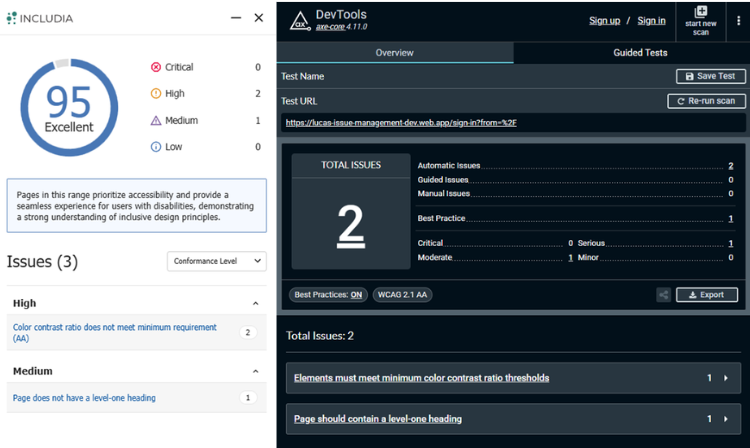 INCLUDIA
95
Excellent
Critical 0
High 2
Medium 1
Low 0
Pages in this range prioritize accessibility and provide a
seamless experience for users with disabilities, demonstrating
a strong understanding of inclusive design principles.
Issues (3)
Conformance Level
High
Color contrast ratio does not meet minimum requirement
(AA)
2
Medium
Page does not have a level-one heading
1
ax
DevTools
axe-core 4.11.0
Sign up / Sign in
start new
scan
Overview
Guided Tests
Test Name
Save Test
Test URL
Re-run scan
https://lucas-issue-management-dev.web.app/sign-in?from=%2F
TOTAL ISSUES
2
Automatic Issues 2
Guided Issues 0
Manual Issues 0
Best Practice 1
Critical 0 Serious 1
Moderate 1 Minor 0
Best Practices: ON
WCAG 2.1 AA
Export
Total Issues: 2
Elements must meet minimum color contrast ratio thresholds 1
Page should contain a level-one heading 1